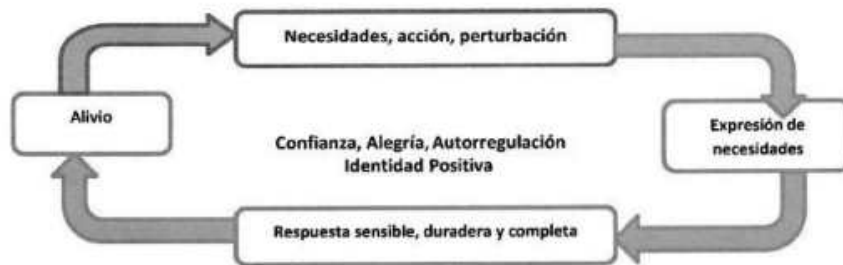 Necesidades, acción, perturbación
Alivio
Expresión de
necesidades
Confianza, Alegría, Autorregulación
Identidad Positiva
Respuesta sensible, duradera y completa